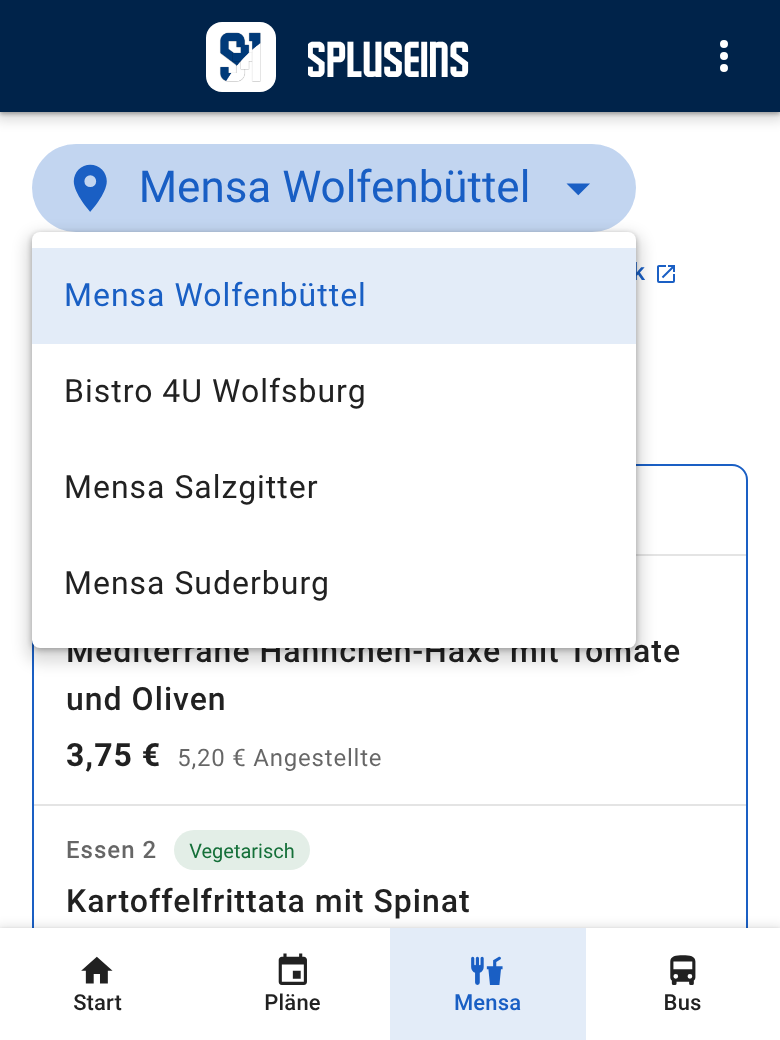 SPLUSEINS
Mensa Wolfenbüttel
Mensa Wolfenbüttel
Bistro 4U Wolfsburg
Mensa Salzgitter
Mensa Suderburg
Mediterrane Hähnchen-Haxe mit Tomate
und Oliven
3,75 € 5,20 € Angestellte
Essen 2 Vegetarisch
Kartoffelfrittata mit Spinat
Start Pläne Mensa Bus